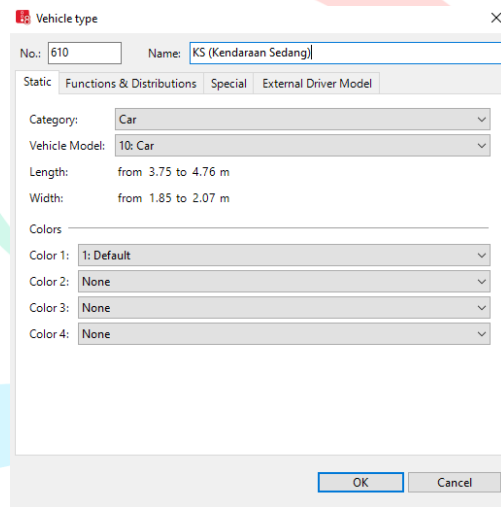 Vehicle type
No.: 610 Name: KS (Kendaraan Sedang)
Static Functions & Distributions Special External Driver Model
Category: Car
Vehicle Model: 10: Car
Length: from 3.75 to 4.76 m
Width: from 1.85 to 2.07 m
Colors
Color 1: 1: Default
Color 2: None
Color 3: None
Color 4: None
OK Cancel